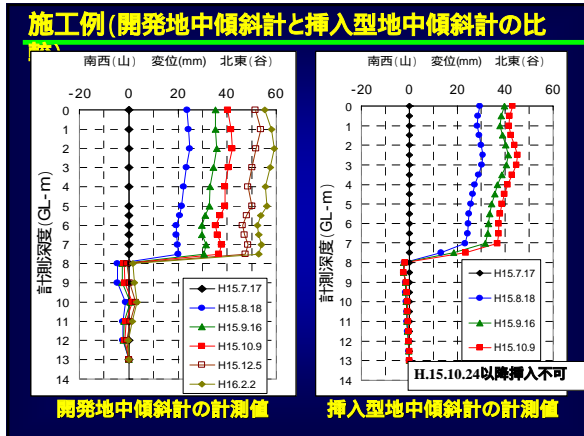 施工例(開発地中傾斜計と挿入型地中傾斜計の比
較)
南西(山) 変位(mm) 北東(谷)
-20 0 20 40 60
計測深度(GL-m)
0
1
2
3
4
5
6
7
8
9
10
11
12
13
14
H15.7.17
H15.8.18
H15.9.16
H15.10.9
H15.12.5
H16.2.2
開発地中傾斜計の計測値
南西(山) 変位(mm) 北東(谷)
-20 0 20 40 60
計測深度(GL-m)
0
1
2
3
4
5
6
7
8
9
10
11
12
13
14
H15.7.17
H15.8.18
H15.9.16
H15.10.9
H.15.10.24以降挿入不可
挿入型地中傾斜計の計測値